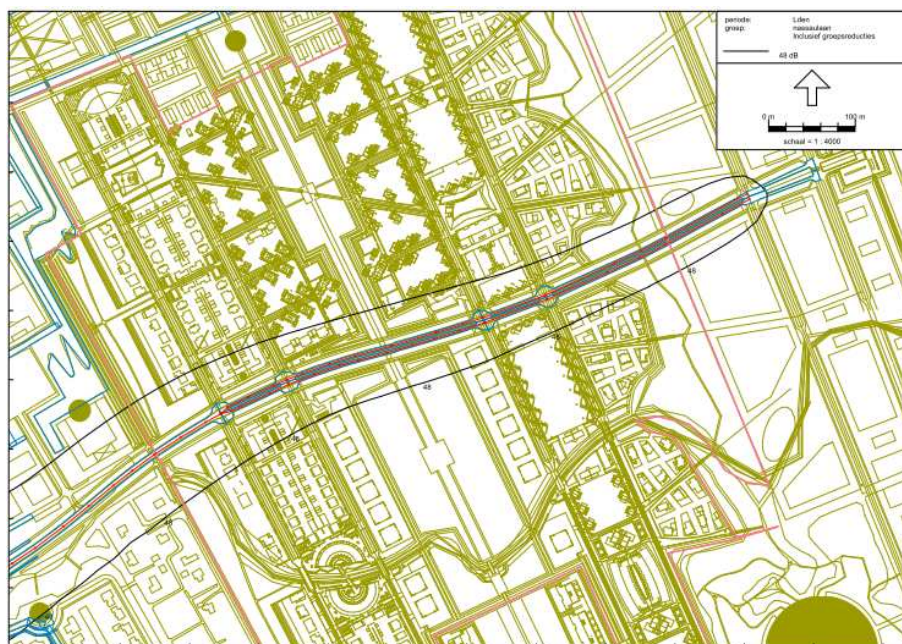 periode: Lden
groep: nassaulaan
Inclusief groepsreducties
48 dB
0 m 100 m
schaal = 1 : 4000
48
48
48
48